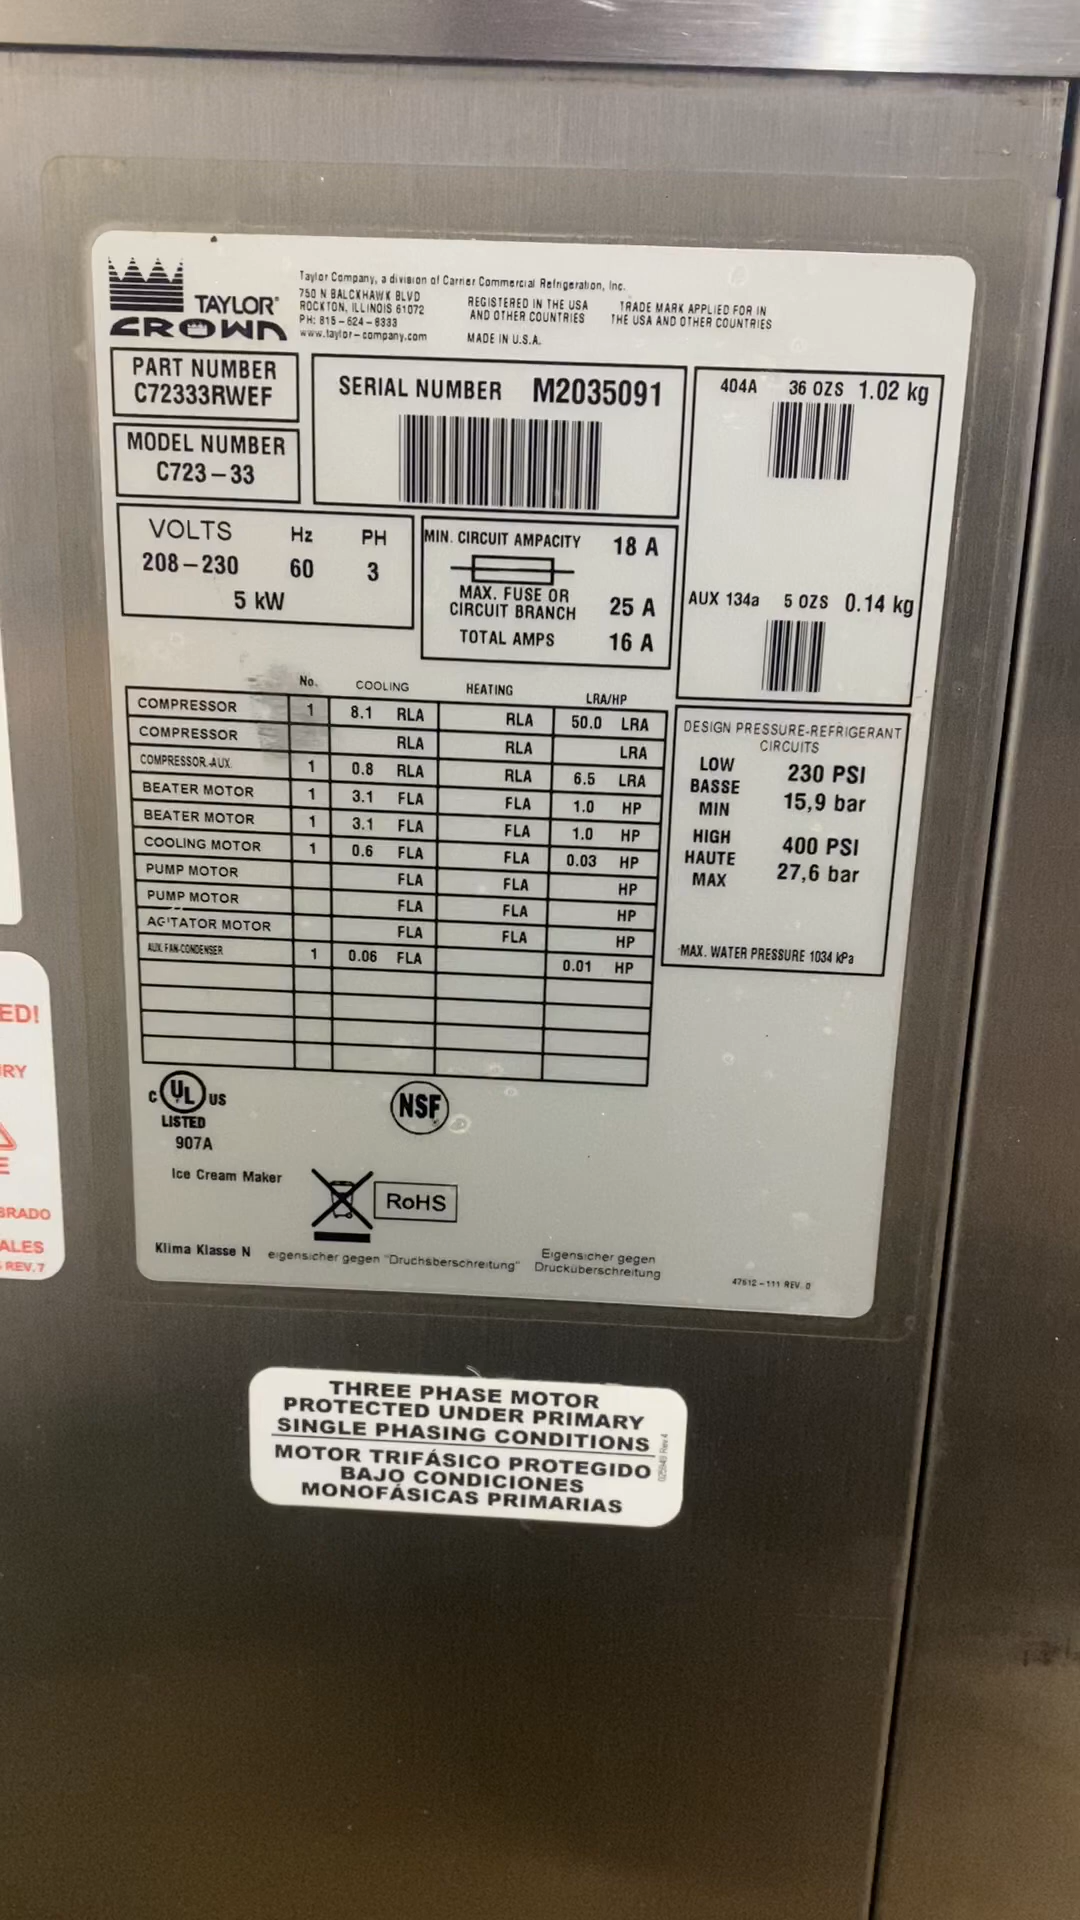 TAYLOR®
CROWN
Taylor Company, a division of Carrier Commercial Refrigeration, Inc.
750 N BALCKHAWK BLVD
ROCKTON, ILLINOIS 61072
PH: 815-624-8333
www.taylor-company.com
REGISTERED IN THE USA
AND OTHER COUNTRIES
MADE IN U.S.A.
TRADE MARK APPLIED FOR IN
THE USA AND OTHER COUNTRIES
PART NUMBER
C72333RWEF
MODEL NUMBER
C723-33
SERIAL NUMBER M2035091
404A 36 OZS 1.02 kg
AUX 134a 5 OZS 0.14 kg
VOLTS Hz PH
208-230 60 3
5 kW
MIN. CIRCUIT AMPACITY 18 A
MAX. FUSE OR
CIRCUIT BRANCH 25 A
TOTAL AMPS 16 A
No. COOLING HEATING LRA/HP
COMPRESSOR 1 8.1 RLA RLA 50.0 LRA
COMPRESSOR RLA RLA LRA
COMPRESSOR-AUX. 1 0.8 RLA RLA 6.5 LRA
BEATER MOTOR 1 3.1 FLA FLA 1.0 HP
BEATER MOTOR 1 3.1 FLA FLA 1.0 HP
COOLING MOTOR 1 0.6 FLA FLA 0.03 HP
PUMP MOTOR FLA FLA HP
PUMP MOTOR FLA FLA HP
AGITATOR MOTOR FLA FLA HP
AUX. FAN-CONDENSER 1 0.06 FLA 0.01 HP
DESIGN PRESSURE-REFRIGERANT
CIRCUITS
LOW
BASSE
MIN
230 PSI
15,9 bar
HIGH
HAUTE
MAX
400 PSI
27,6 bar
MAX. WATER PRESSURE 1034 kPa
C UL US
LISTED
907A
NSF
Ice Cream Maker
RoHS
Klima Klasse N
eigensicher gegen "Druchsberschreitung"
Eigensicher gegen
Drucküberschreitung
47512-111 REV. 0
ED!
RY
E
BRADO
ALES
REV.7
THREE PHASE MOTOR
PROTECTED UNDER PRIMARY
SINGLE PHASING CONDITIONS
MOTOR TRIFÁSICO PROTEGIDO
BAJO CONDICIONES
MONOFÁSICAS PRIMARIAS
025949 Rev 4